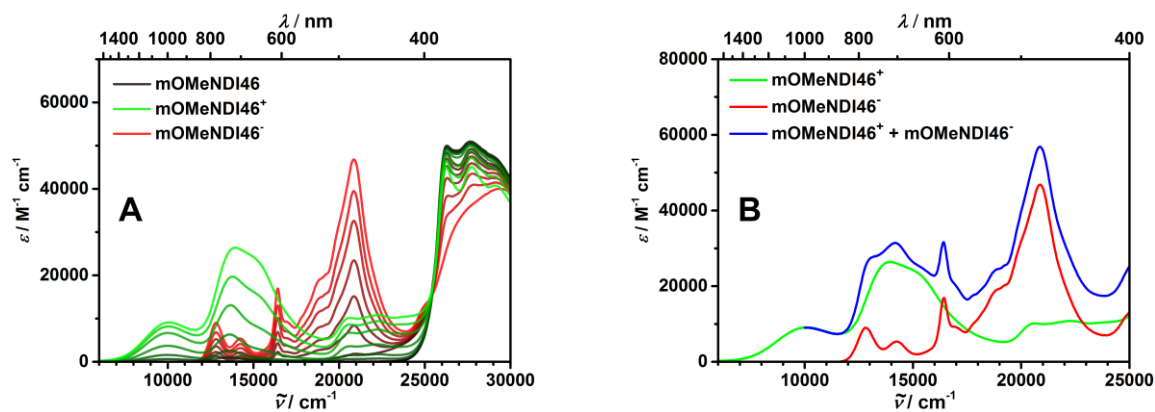 λ / nm
1400 1200 1000 800 600 400
mOMeNDI46
mOMeNDI46⁺
mOMeNDI46⁻
A
60000
40000
20000
0
ε / M⁻¹ cm⁻¹
10000 15000 20000 25000 30000
ṽ / cm⁻¹
λ / nm
1400 1200 1000 800 600 400
mOMeNDI46⁺
mOMeNDI46⁻
mOMeNDI46⁺ + mOMeNDI46⁻
B
80000
60000
40000
20000
0
ε / M⁻¹ cm⁻¹
10000 15000 20000 25000
ṽ / cm⁻¹